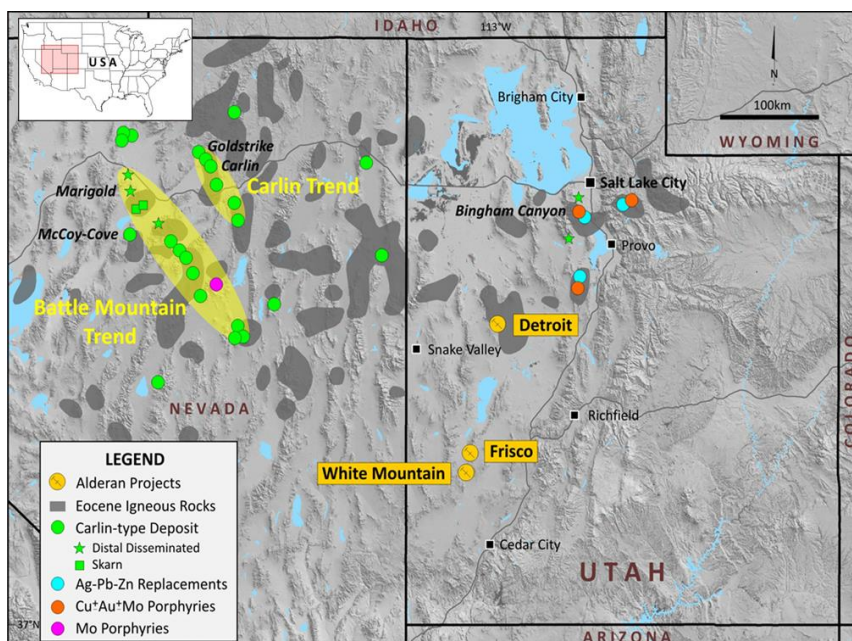 IDAHO
113°W
USA
N
100km
WYOMING
Brigham City
Salt Lake City
Bingham Canyon
Provo
Goldstrike
Carlin
Carlin Trend
Marigold
McCoy-Cove
Battle Mountain
Trend
Detroit
Snake Valley
NEVADA
Richfield
COLORADO
Frisco
White Mountain
Cedar City
UTAH
37°N
ARIZONA
LEGEND
Alderan Projects
Eocene Igneous Rocks
Carlin-type Deposit
Distal Disseminated
Skarn
Ag-Pb-Zn Replacements
Cu⁺Au⁺Mo Porphyries
Mo Porphyries